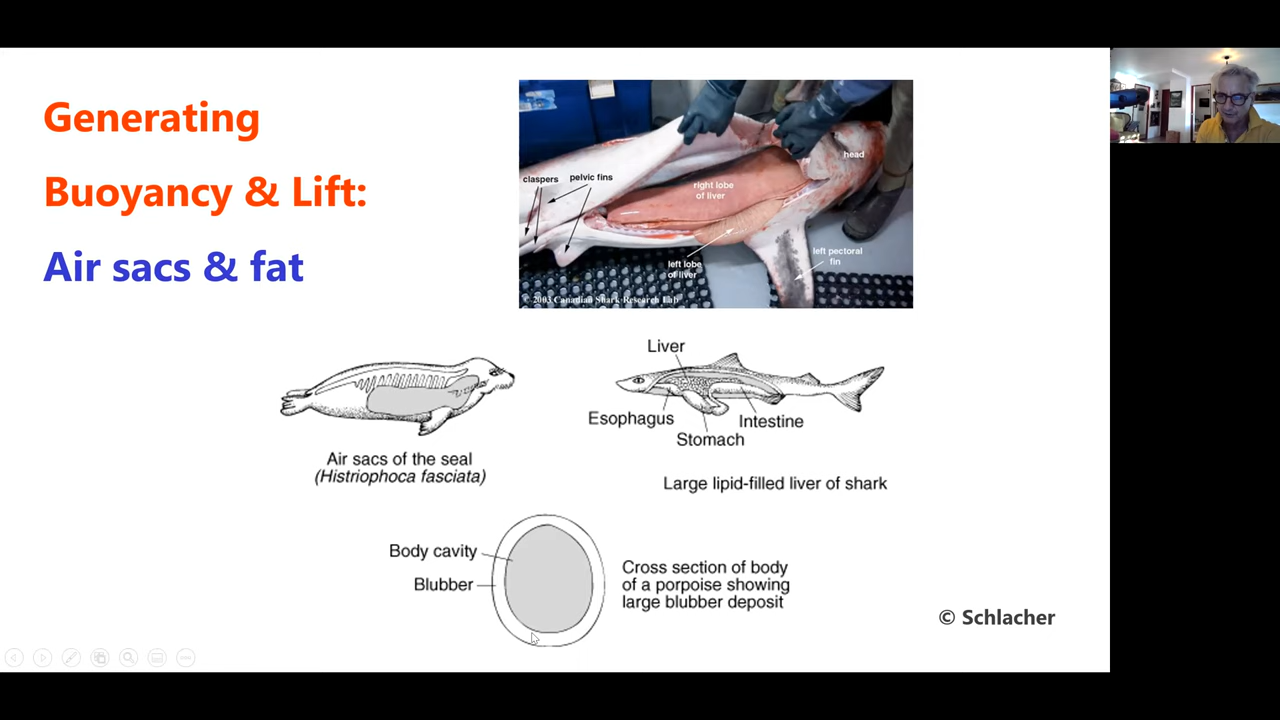 Generating
Buoyancy & Lift:
Air sacs & fat
head
claspers
pelvic fins
right lobe
of liver
left pectoral
fin
left lobe
of liver
© 2003 Canadian Shark Research Lab
Liver
Esophagus
Intestine
Stomach
Air sacs of the seal
(Histriophoca fasciata)
Large lipid-filled liver of shark
Body cavity
Blubber
Cross section of body
of a porpoise showing
large blubber deposit
© Schlacher